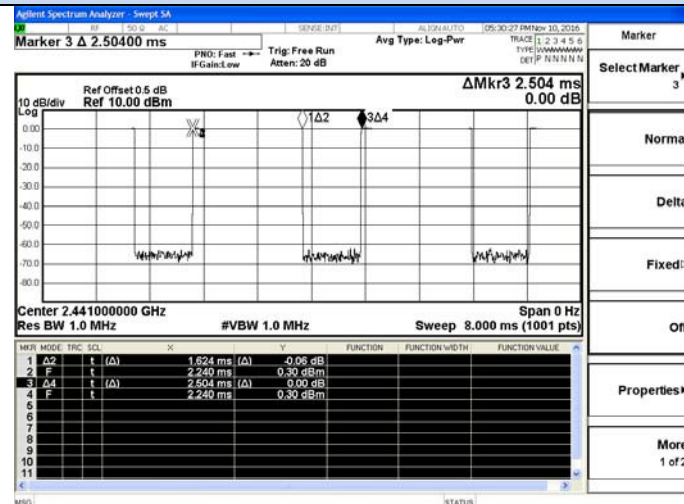 Agilent Spectrum Analyzer - Swept SA
RF 50 Ω AC SENSE:INT ALIGN AUTO 05:30:27 PM Nov 10, 2016
Marker 3 Δ 2.50400 ms
PNO: Fast
IFGain:Low
Trig: Free Run
Atten: 20 dB
Avg Type: Log-Pwr
TRACE 1 2 3 4 5 6
TYPE WWWWWW
DET P N N N N N
Ref Offset 0.5 dB
Ref 10.00 dBm
10 dB/div
Log
ΔMkr3 2.504 ms
0.00 dB
1Δ2
3Δ4
0.00
-10.0
-20.0
-30.0
-40.0
-50.0
-60.0
-70.0
-80.0
Center 2.441000000 GHz
Span 0 Hz
Res BW 1.0 MHz
#VBW 1.0 MHz
Sweep 8.000 ms (1001 pts)
MKR MODE TRC SCL X Y FUNCTION FUNCTION WIDTH FUNCTION VALUE
1 Δ2 t (Δ) 1.624 ms (Δ) -0.06 dB
2 F t 2.240 ms 0.30 dBm
3 Δ4 t (Δ) 2.504 ms (Δ) 0.00 dB
4 F t 2.240 ms 0.30 dBm
5
6
7
8
9
10
11
MSG
STATUS
Marker
Select Marker
3
Norma
Delta
Fixed
Of
Properties
More
1 of 2